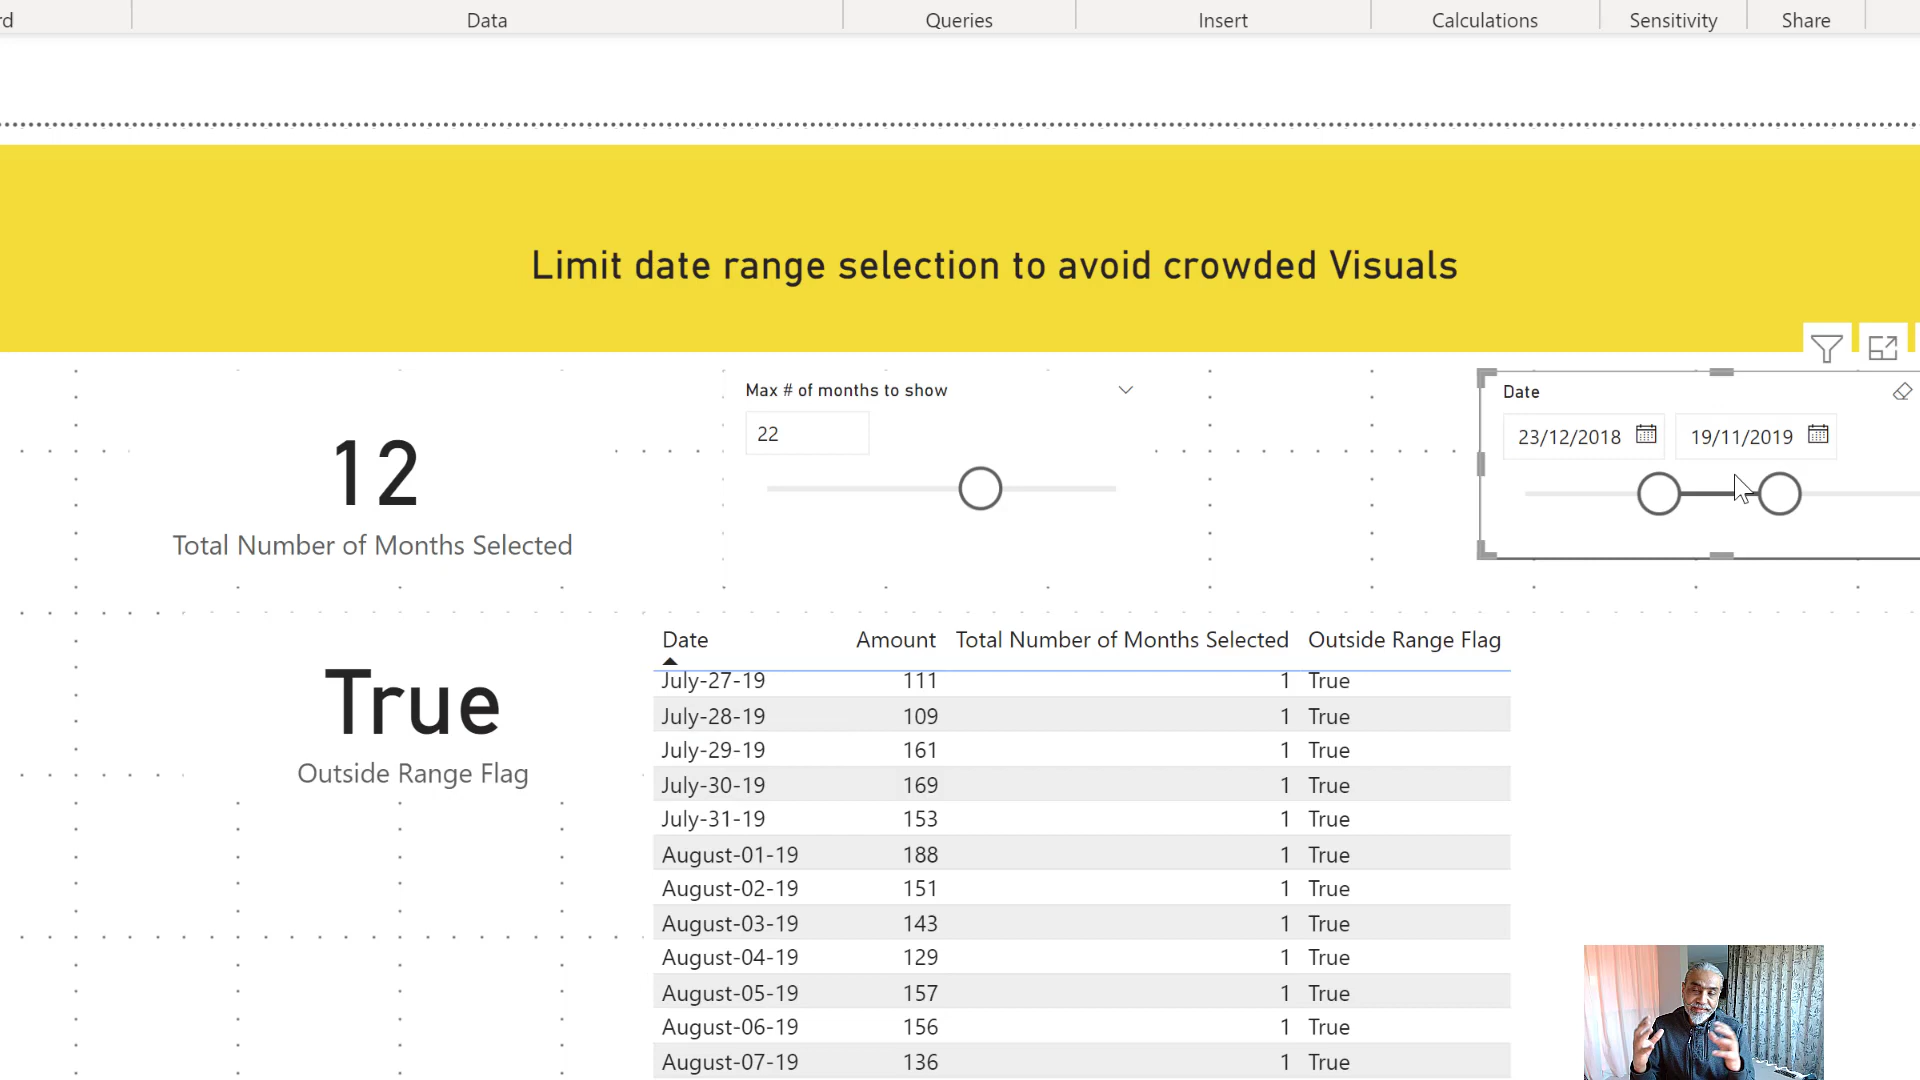 rd Data Queries Insert Calculations Sensitivity Share
Limit date range selection to avoid crowded Visuals
Max # of months to show
22
Date
23/12/2018 19/11/2019
12
Total Number of Months Selected
True
Outside Range Flag
Date Amount Total Number of Months Selected Outside Range Flag
July-27-19 111 1 True
July-28-19 109 1 True
July-29-19 161 1 True
July-30-19 169 1 True
July-31-19 153 1 True
August-01-19 188 1 True
August-02-19 151 1 True
August-03-19 143 1 True
August-04-19 129 1 True
August-05-19 157 1 True
August-06-19 156 1 True
August-07-19 136 1 True